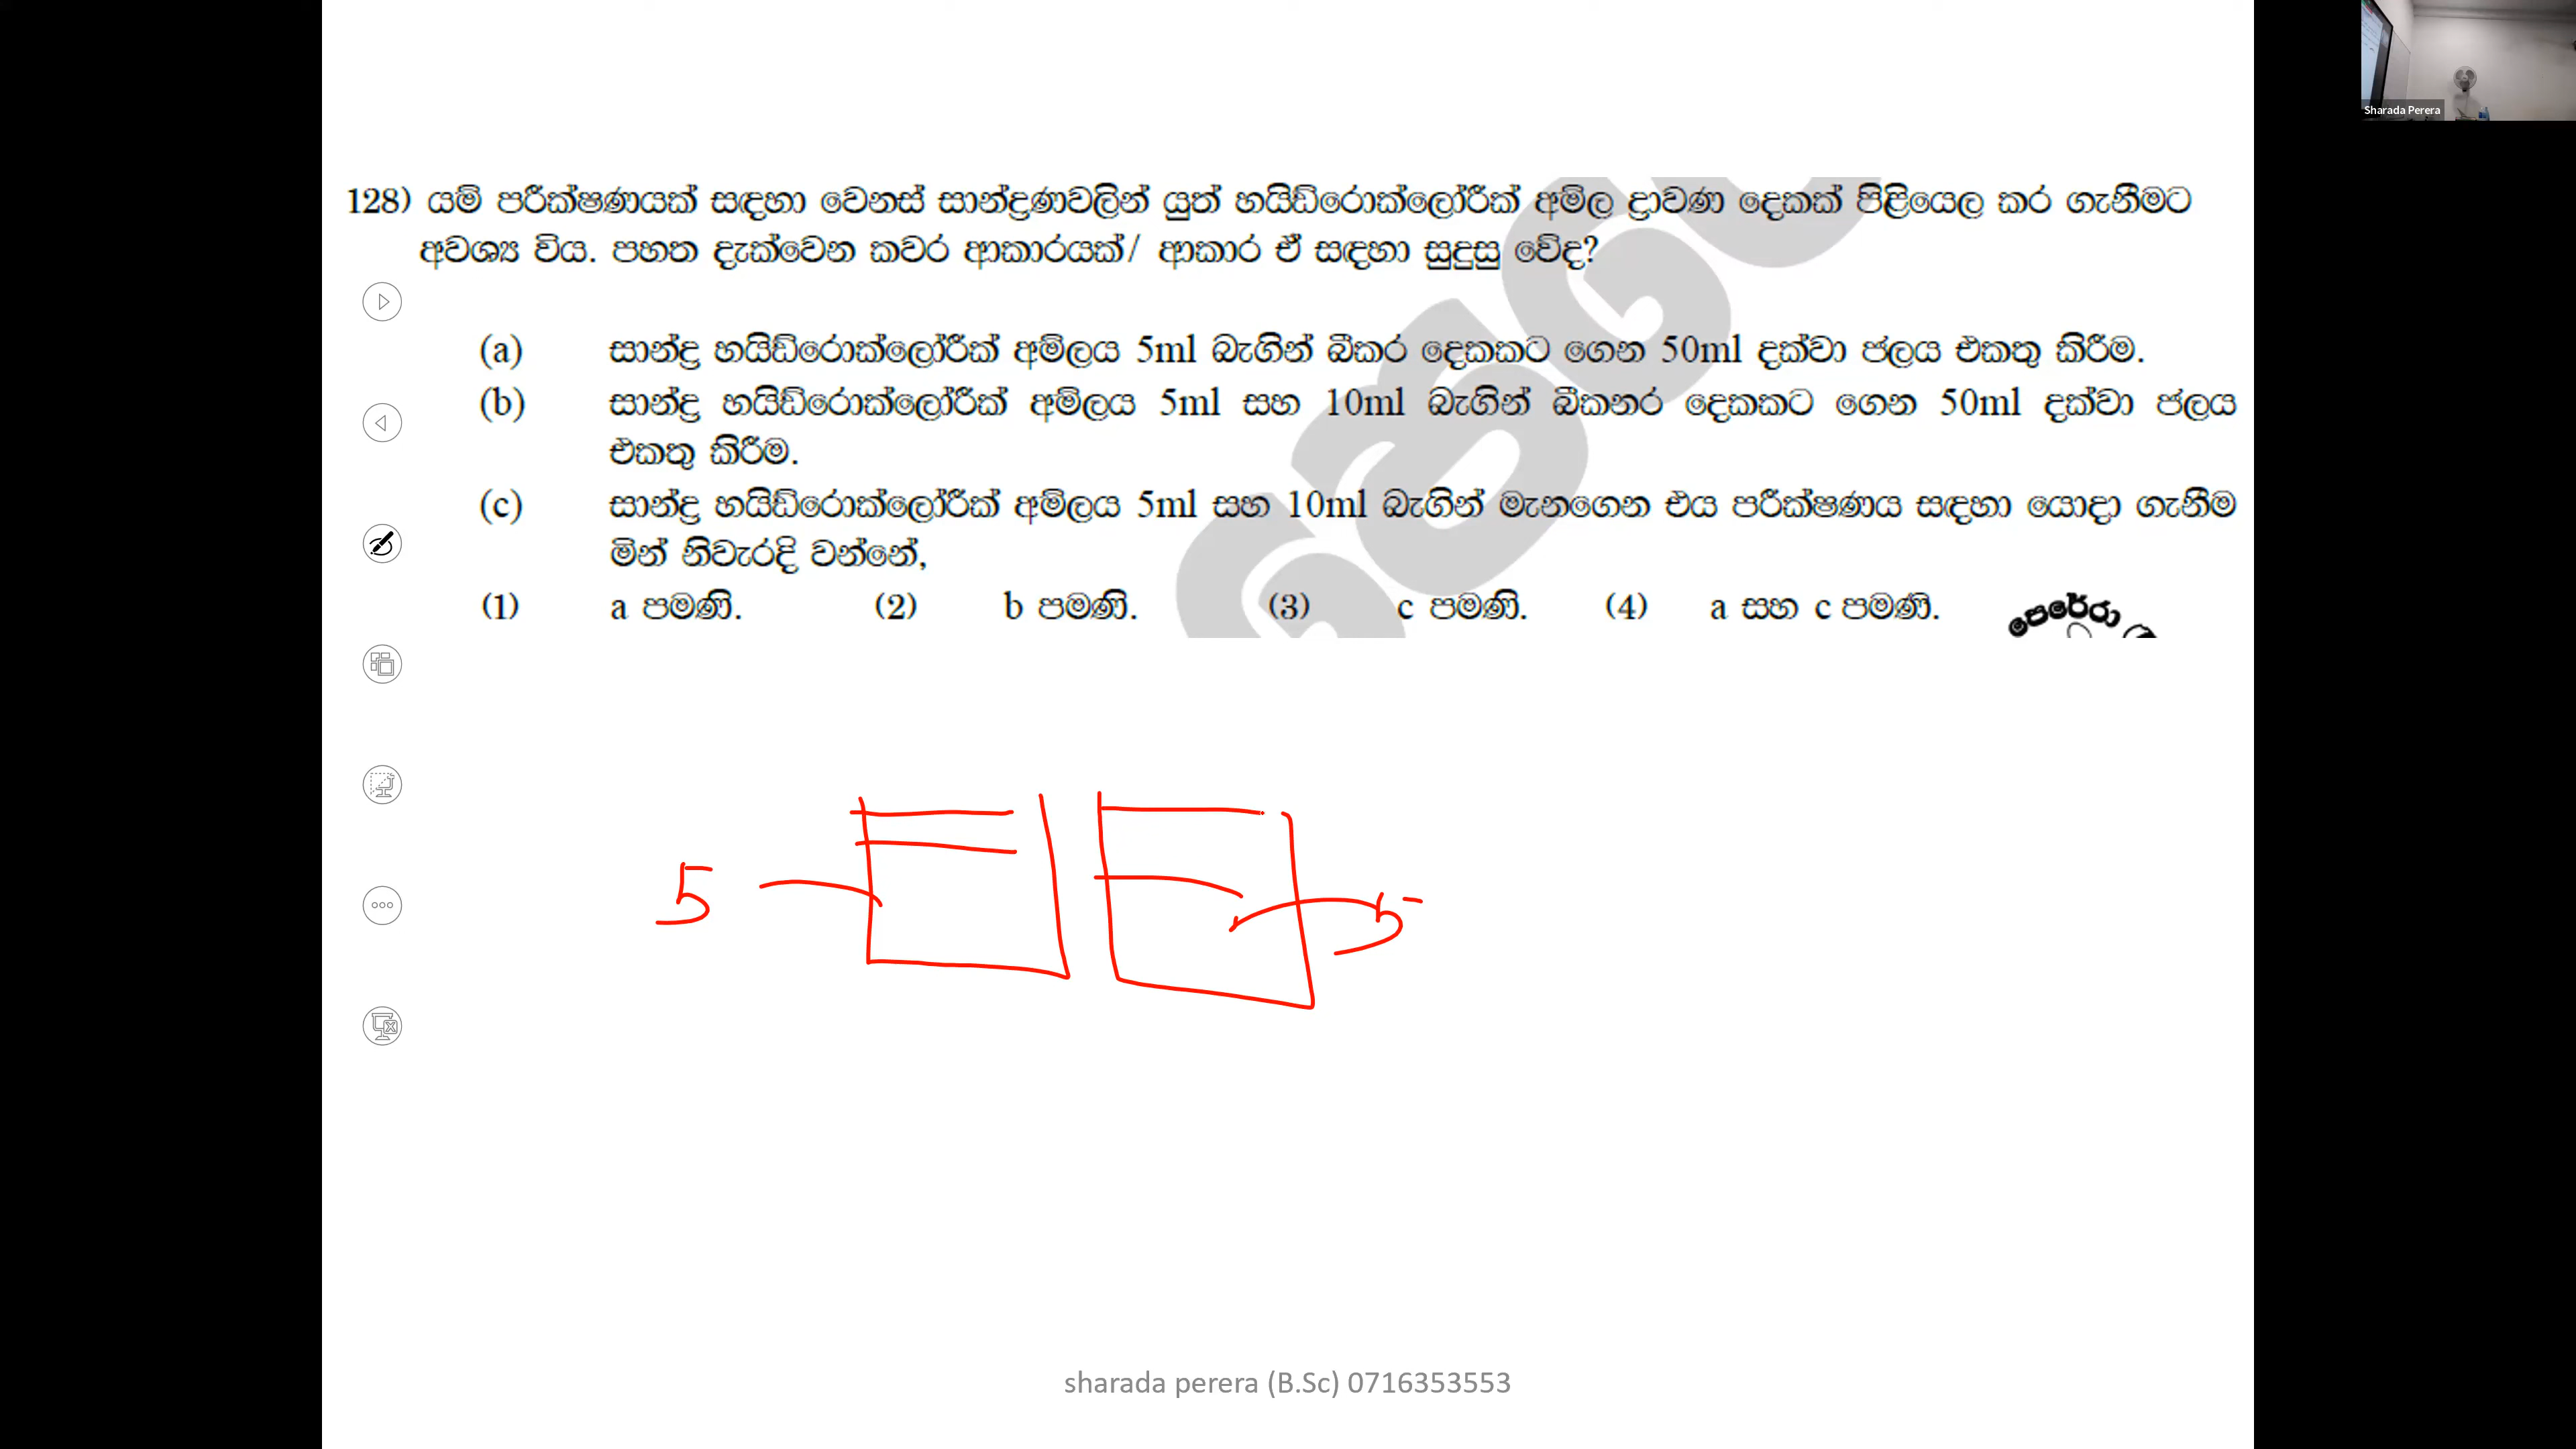 Sharada Perera
128) යම් පරීක්ෂණයක් සඳහා වෙනස් සාන්ද්‍රණවලින් යුත් හයිඩ්රොක්ලෝරික් අම්ල ද්‍රාවණ දෙකක් පිළියෙල කර ගැනීමට
අවශ්‍ය විය. පහත දැක්වෙන කවර ආකාරයක්/ ආකාර ඒ සඳහා සුදුසු වේද?
(a) සාන්ද්‍ර හයිඩ්රොක්ලෝරික් අම්ලය 5ml බැගින් බීකර දෙකකට ගෙන 50ml දක්වා ජලය එකතු කිරීම.
(b) සාන්ද්‍ර හයිඩ්රොක්ලෝරික් අම්ලය 5ml සහ 10ml බැගින් බීකනර දෙකකට ගෙන 50ml දක්වා ජලය
එකතු කිරීම.
(c) සාන්ද්‍ර හයිඩ්රොක්ලෝරික් අම්ලය 5ml සහ 10ml බැගින් මැනගෙන එය පරීක්ෂණය සඳහා යොදා ගැනීම
මින් නිවැරදි වන්නේ,
(1) a පමණි. (2) b පමණි. (3) c පමණි. (4) a සහ c පමණි.
පෙරේරා
5 5
sharada perera (B.Sc) 0716353553